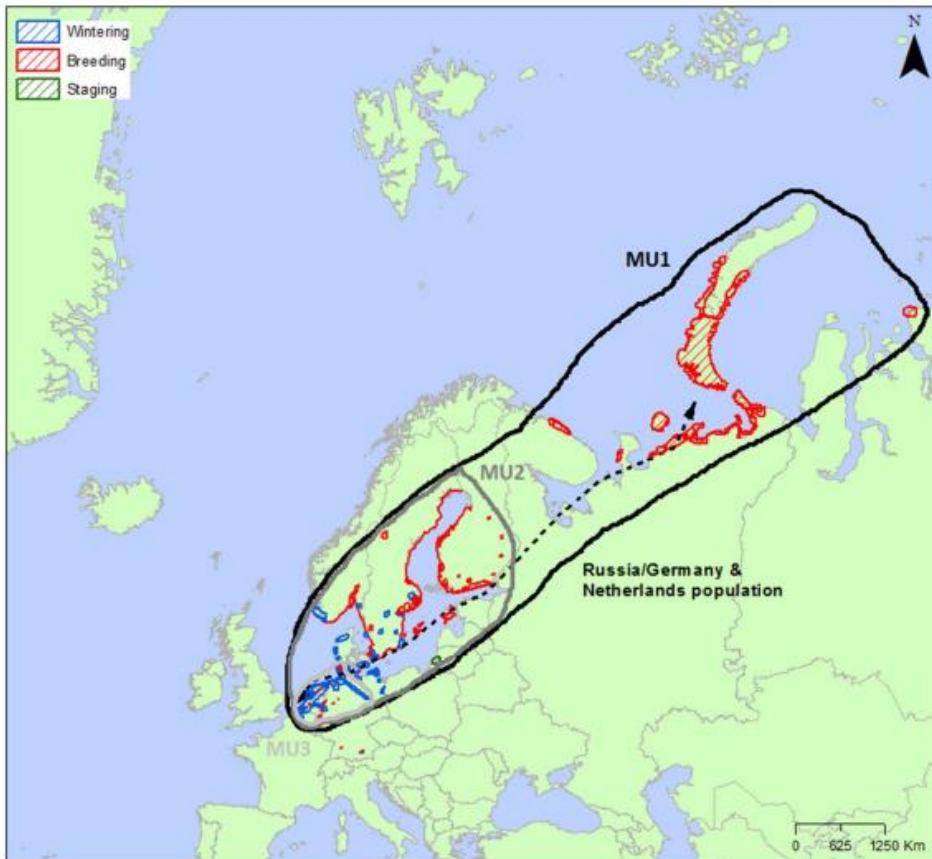 Wintering
Breeding
Staging
N
MU1
MU2
Russia/Germany &
Netherlands population
MU3
0 625 1250 Km